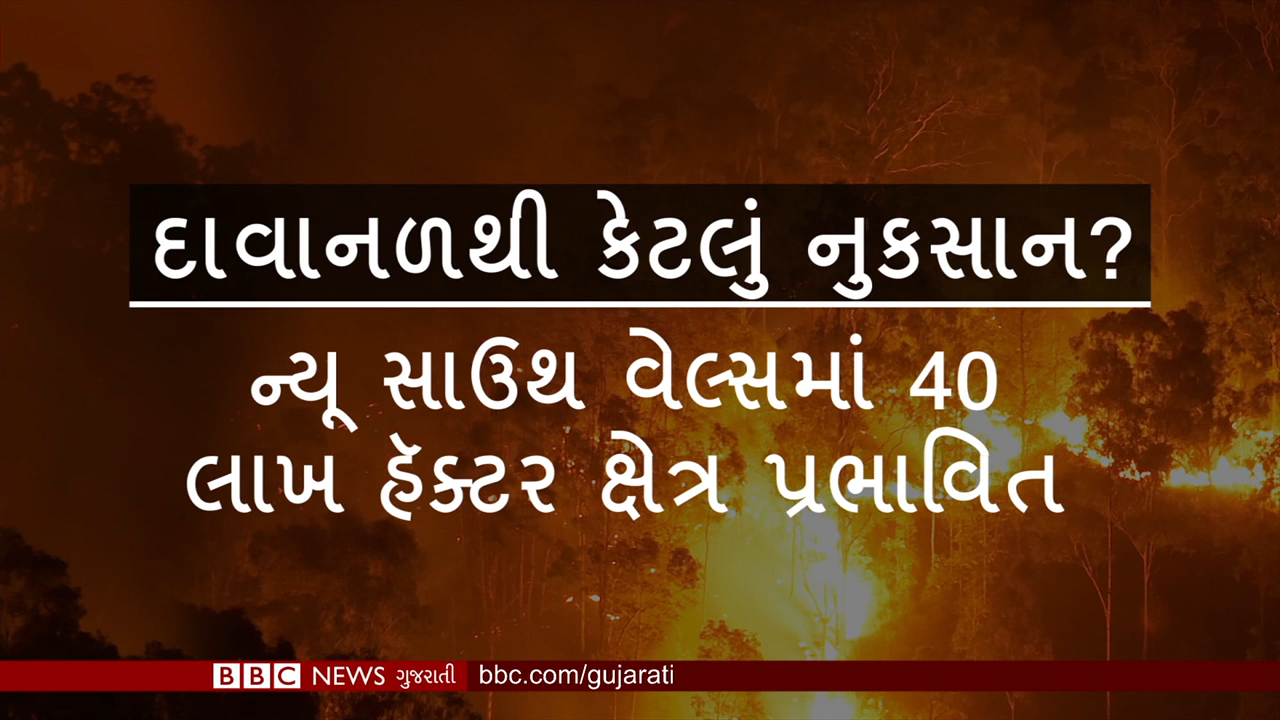 દાવાનળથી કેટલું નુકસાન?
ન્યૂ સાઉથ વેલ્સમાં 40
લાખ હૅક્ટર ક્ષેત્ર પ્રભાવિત
BBC NEWS ગુજરાતી bbc.com/gujarati